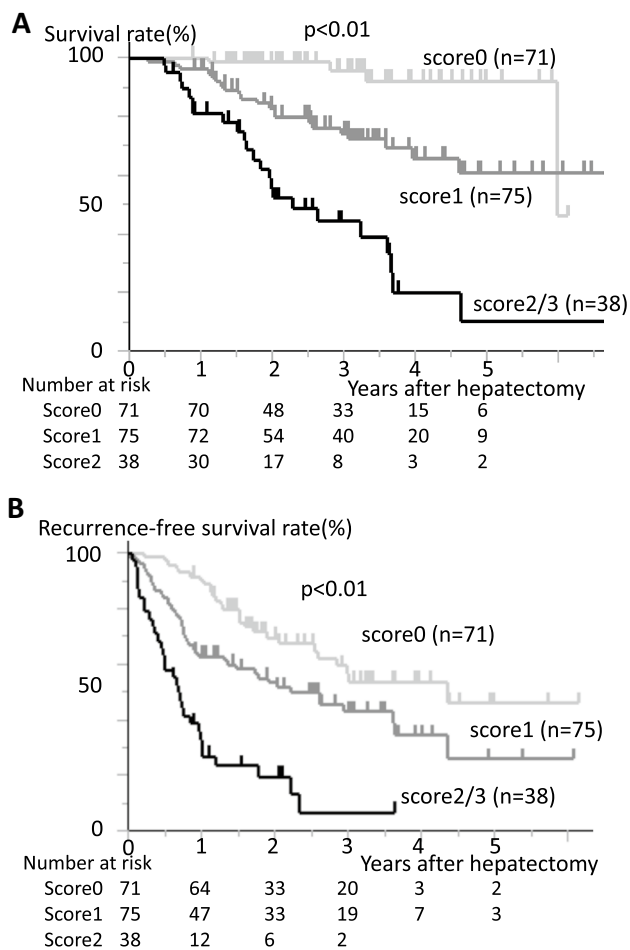 A
Survival rate(%)
p<0.01
100
score0 (n=71)
50
score1 (n=75)
score2/3 (n=38)
0
0 1 2 3 4 5
Number at risk
Years after hepatectomy
Score0 71 70 48 33 15 6
Score1 75 72 54 40 20 9
Score2 38 30 17 8 3 2
B
Recurrence-free survival rate(%)
100
p<0.01
score0 (n=71)
50
score1 (n=75)
score2/3 (n=38)
0
0 1 2 3 4 5
Number at risk
Years after hepatectomy
Score0 71 64 33 20 3 2
Score1 75 47 33 19 7 3
Score2 38 12 6 2